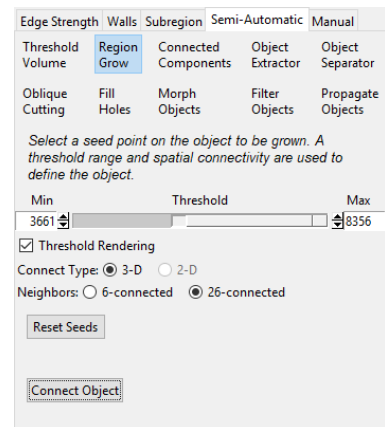 Edge Strength Walls Subregion Semi-Automatic Manual
Threshold Region Connected Object Object
Volume Grow Components Extractor Separator
Oblique Fill Morph Filter Propagate
Cutting Holes Objects Objects Objects
Select a seed point on the object to be grown. A
threshold range and spatial connectivity are used to
define the object.
Min Threshold Max
3661 8356
Threshold Rendering
Connect Type: 3-D 2-D
Neighbors: 6-connected 26-connected
Reset Seeds
Connect Object